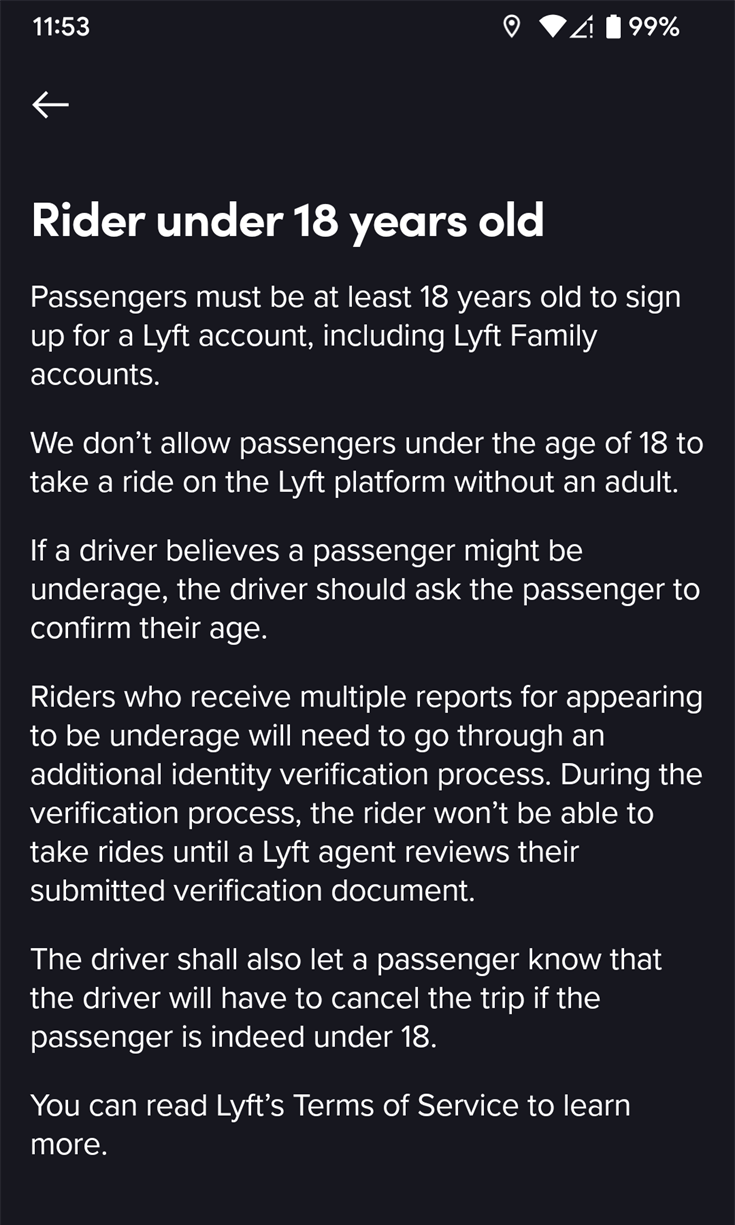 11:53
99%
Rider under 18 years old
Passengers must be at least 18 years old to sign
up for a Lyft account, including Lyft Family
accounts.
We don’t allow passengers under the age of 18 to
take a ride on the Lyft platform without an adult.
If a driver believes a passenger might be
underage, the driver should ask the passenger to
confirm their age.
Riders who receive multiple reports for appearing
to be underage will need to go through an
additional identity verification process. During the
verification process, the rider won’t be able to
take rides until a Lyft agent reviews their
submitted verification document.
The driver shall also let a passenger know that
the driver will have to cancel the trip if the
passenger is indeed under 18.
You can read Lyft’s Terms of Service to learn
more.